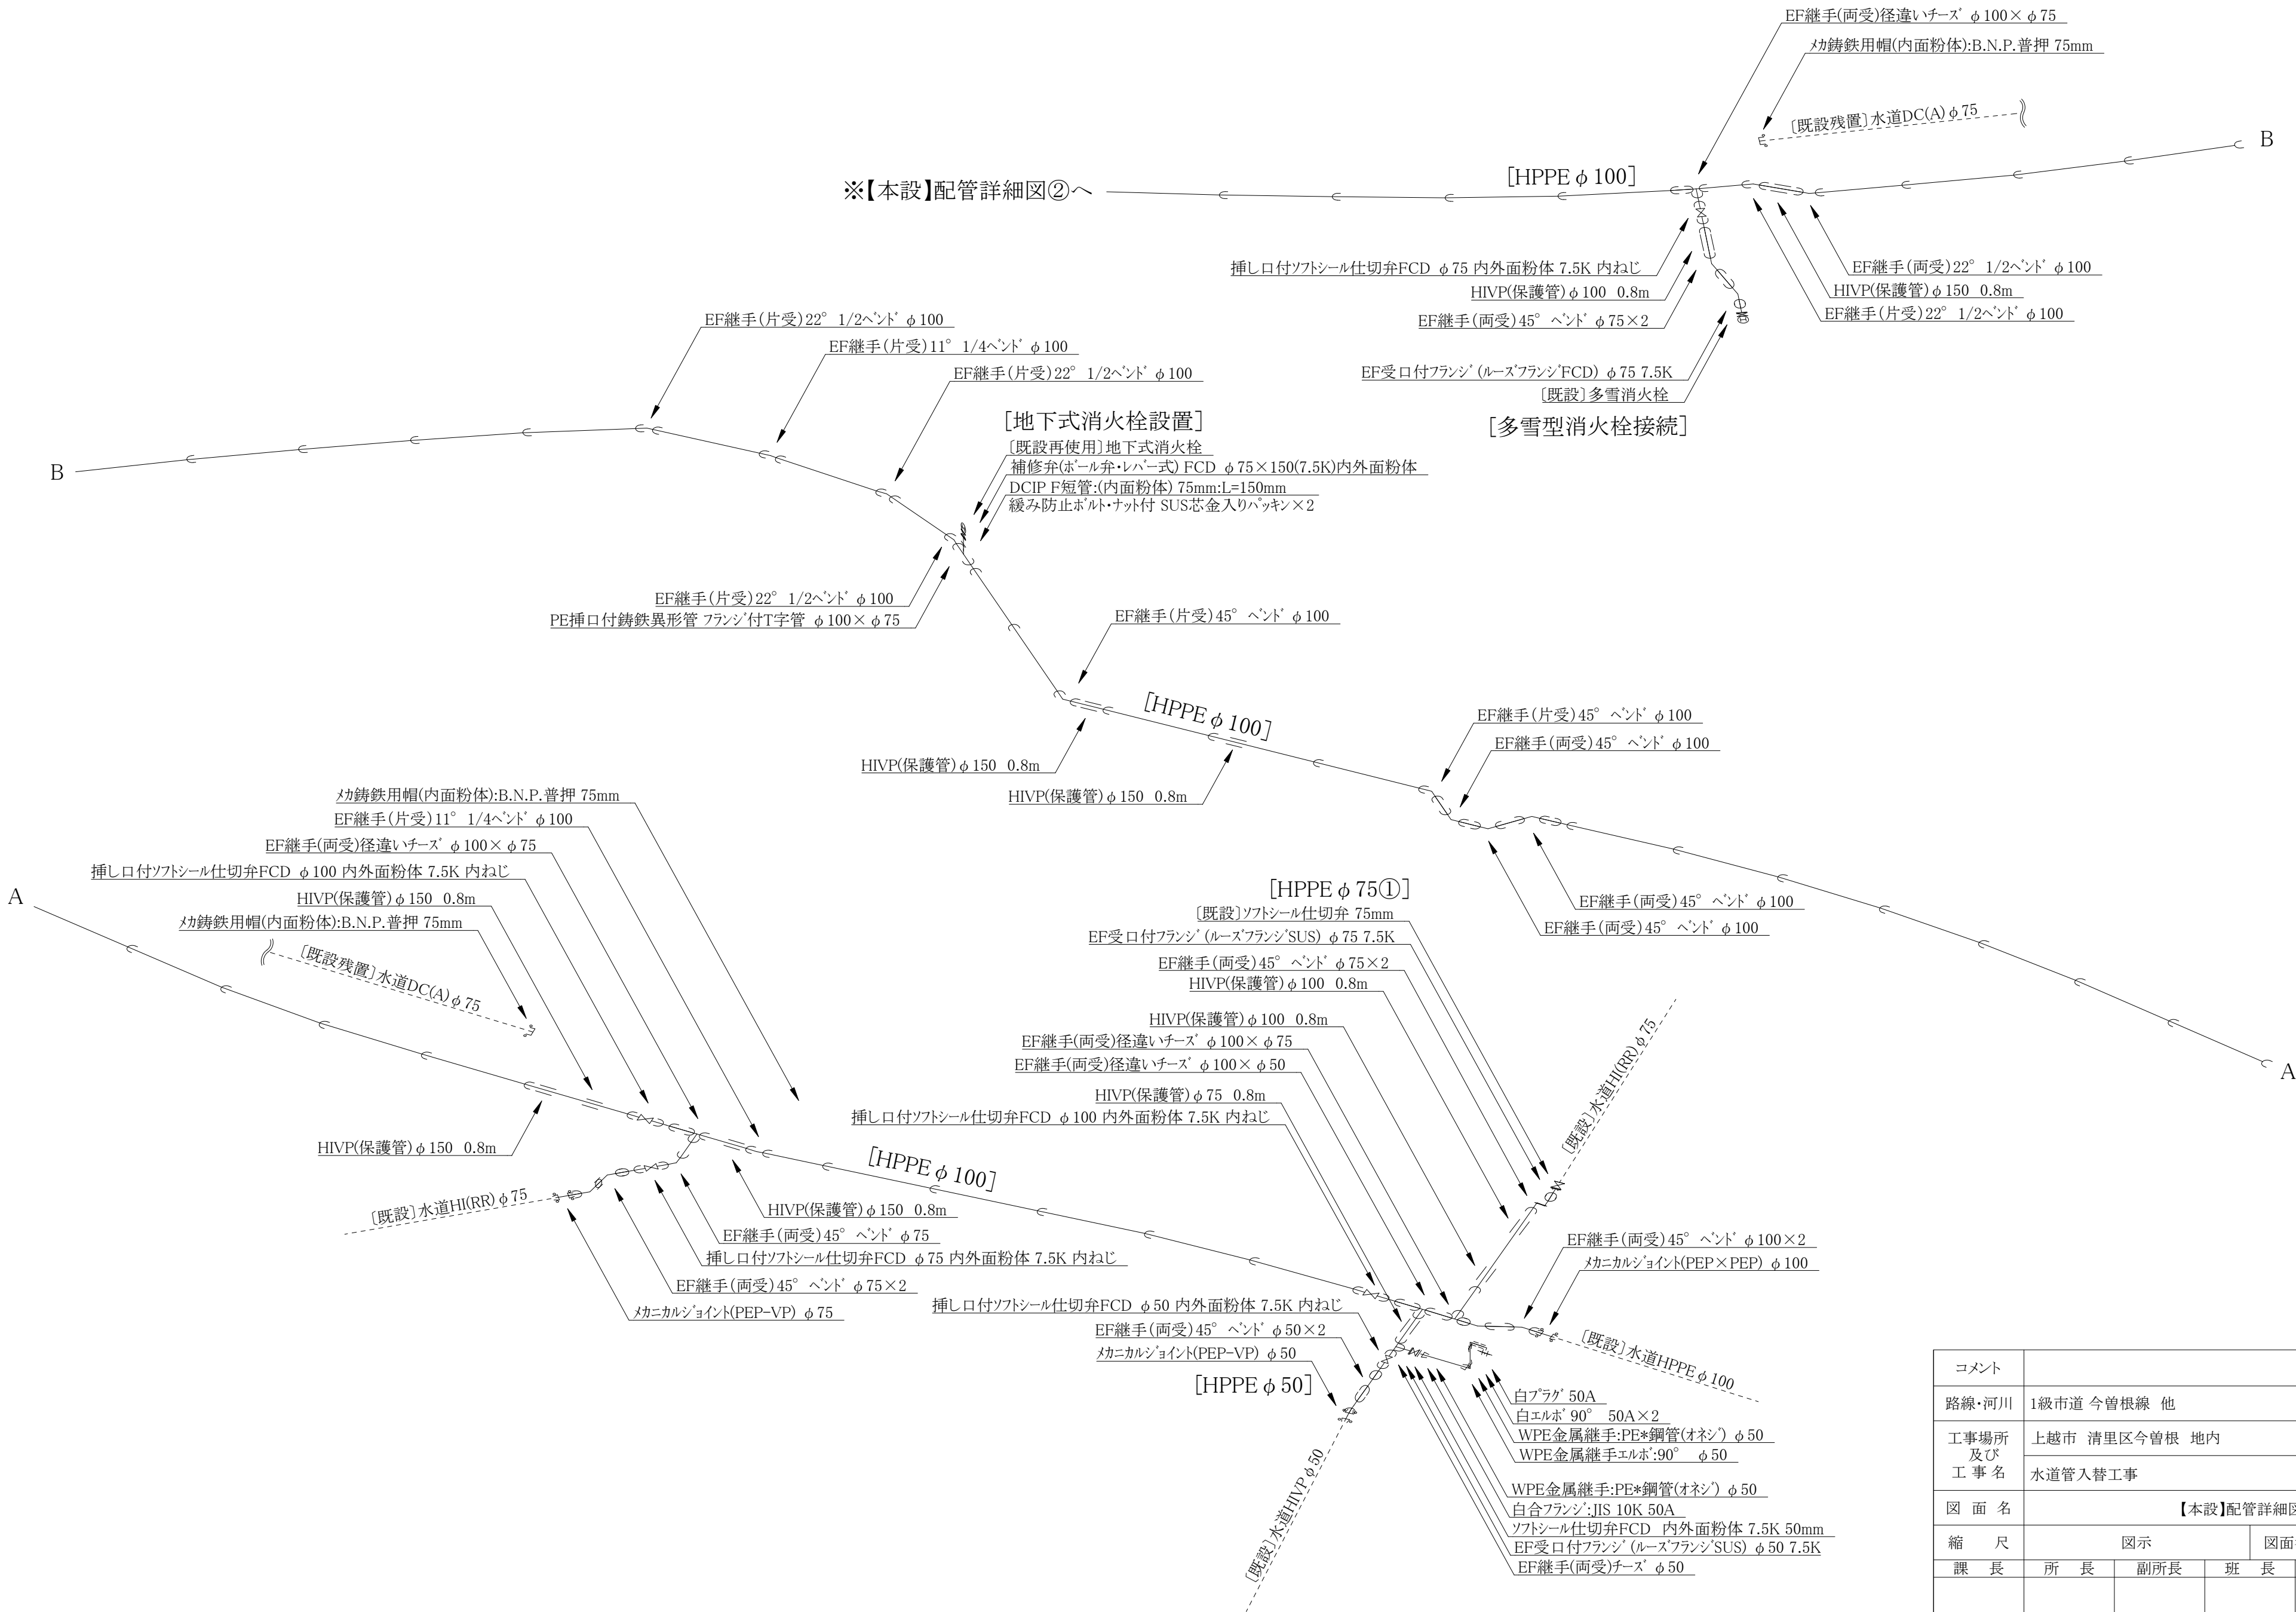 EF継手(両受)径違いチーズ φ100×φ75
メカ鋳鉄用帽(内面粉体):B.N.P.普押 75mm
〔既設残置〕水道DC(A)φ75
B
※【本設】配管詳細図②へ
[HPPEφ100]
挿し口付ソフトシール仕切弁FCD φ75 内外面粉体 7.5K 内ねじ
HIVP(保護管)φ100 0.8m
EF継手(両受)45° ベンド φ75×2
EF受口付フランジ(ルーズフランジFCD) φ75 7.5K
〔既設〕多雪消火栓
[多雪型消火栓接続]
EF継手(両受)22° 1/2ベンド φ100
HIVP(保護管)φ150 0.8m
EF継手(片受)22° 1/2ベンド φ100
EF継手(片受)22° 1/2ベンド φ100
EF継手(片受)11° 1/4ベンド φ100
EF継手(片受)22° 1/2ベンド φ100
[地下式消火栓設置]
〔既設再使用〕地下式消火栓
補修弁(ボール弁・レバー式) FCD φ75×150(7.5K)内外面粉体
DCIP F短管:(内面粉体) 75mm:L=150mm
緩み防止ボルト・ナット付 SUS芯金入りパッキン×2
B
EF継手(片受)22° 1/2ベンド φ100
PE挿口付鋳鉄異形管 フランジ付T字管 φ100×φ75
EF継手(片受)45° ベンド φ100
[HPPEφ100]
HIVP(保護管)φ150 0.8m
HIVP(保護管)φ150 0.8m
EF継手(片受)45° ベンド φ100
EF継手(両受)45° ベンド φ100
EF継手(両受)45° ベンド φ100
EF継手(両受)45° ベンド φ100
A
メカ鋳鉄用帽(内面粉体):B.N.P.普押 75mm
EF継手(片受)11° 1/4ベンド φ100
EF継手(両受)径違いチーズ φ100×φ75
挿し口付ソフトシール仕切弁FCD φ100 内外面粉体 7.5K 内ねじ
HIVP(保護管)φ150 0.8m
メカ鋳鉄用帽(内面粉体):B.N.P.普押 75mm
A
〔既設残置〕水道DC(A)φ75
HIVP(保護管)φ150 0.8m
〔既設〕水道HI(RR)φ75
[HPPEφ100]
HIVP(保護管)φ150 0.8m
EF継手(両受)45° ベンド φ75
挿し口付ソフトシール仕切弁FCD φ75 内外面粉体 7.5K 内ねじ
EF継手(両受)45° ベンド φ75×2
メカニカルジョイント(PEP-VP) φ75
[HPPEφ75①]
〔既設〕ソフトシール仕切弁 75mm
EF受口付フランジ(ルーズフランジSUS) φ75 7.5K
EF継手(両受)45° ベンド φ75×2
HIVP(保護管)φ100 0.8m
HIVP(保護管)φ100 0.8m
EF継手(両受)径違いチーズ φ100×φ75
EF継手(両受)径違いチーズ φ100×φ50
HIVP(保護管)φ75 0.8m
挿し口付ソフトシール仕切弁FCD φ100 内外面粉体 7.5K 内ねじ
〔既設〕水道HI(RR)φ75
EF継手(両受)45° ベンド φ100×2
メカニカルジョイント(PEP×PEP) φ100
〔既設〕水道HPPEφ100
挿し口付ソフトシール仕切弁FCD φ50 内外面粉体 7.5K 内ねじ
EF継手(両受)45° ベンド φ50×2
メカニカルジョイント(PEP-VP) φ50
[HPPEφ50]
〔既設〕水道HIVPφ50
白プラグ 50A
白エルボ 90° 50A×2
WPE金属継手:PE*鋼管(オネジ) φ50
WPE金属継手エルボ:90° φ50
WPE金属継手:PE*鋼管(オネジ) φ50
白合フランジ:JIS 10K 50A
ソフトシール仕切弁FCD 内外面粉体 7.5K 50mm
EF受口付フランジ(ルーズフランジSUS) φ50 7.5K
EF継手(両受)チーズ φ50
コメント
路線・河川 1級市道 今曽根線 他
工事場所 及び 工事名
上越市 清里区今曽根 地内
水道管入替工事
図面名 【本設】配管詳細図
縮尺 図示 図面
課長 所長 副所長 班長